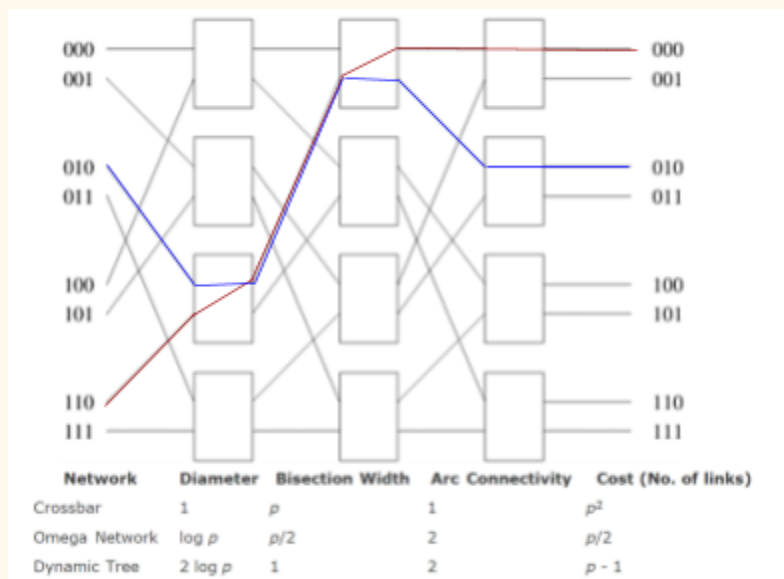 000 000
001 001
010 010
011 011
100 100
101 101
110 110
111 111
Network Diameter Bisection Width Arc Connectivity Cost (No. of links)
Crossbar 1 p 1 p²
Omega Network log p p/2 2 p/2
Dynamic Tree 2 log p 1 2 p - 1